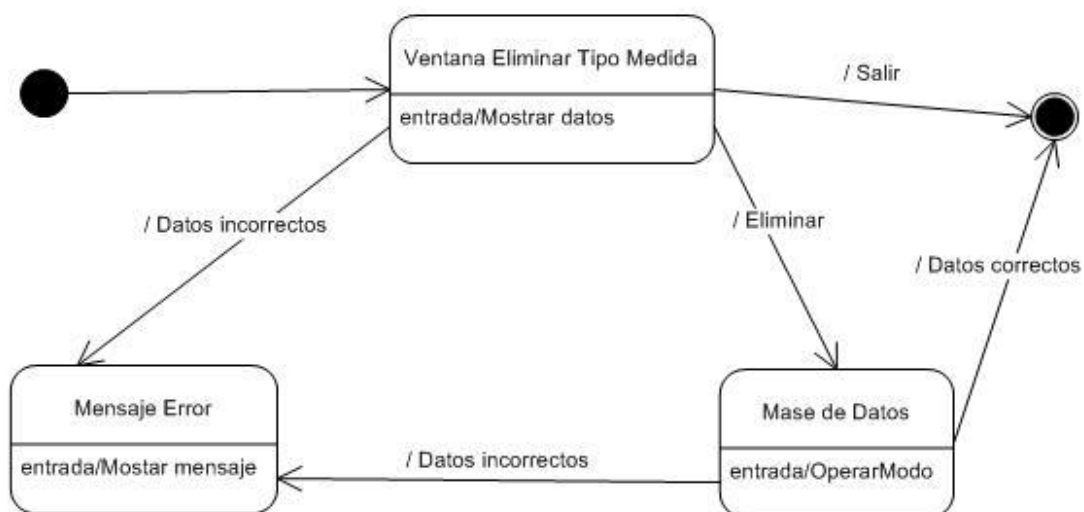 Ventana Eliminar Tipo Medida
entrada/Mostrar datos
/ Salir
/ Datos incorrectos
/ Eliminar
/ Datos correctos
Mensaje Error
entrada/Mostar mensaje
/ Datos incorrectos
Mase de Datos
entrada/OperarModo